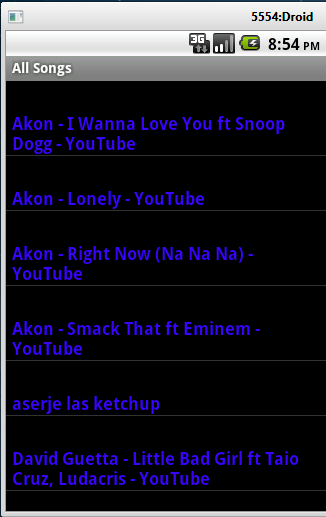 5554:Droid
3G 8:54 PM
All Songs
Akon - I Wanna Love You ft Snoop
Dogg - YouTube
Akon - Lonely - YouTube
Akon - Right Now (Na Na Na) -
YouTube
Akon - Smack That ft Eminem -
YouTube
aserje las ketchup
David Guetta - Little Bad Girl ft Taio
Cruz, Ludacris - YouTube